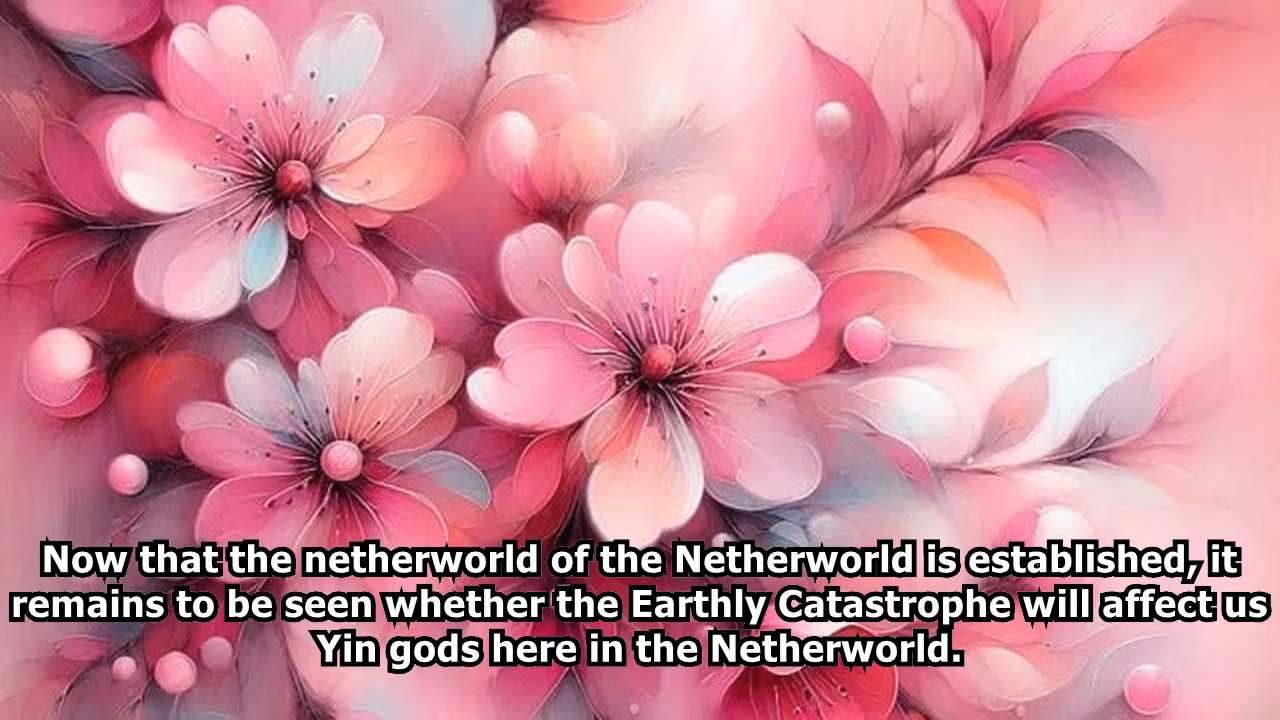 Now that the netherworld of the Netherworld is established, it
remains to be seen whether the Earthly Catastrophe will affect us
Yin gods here in the Netherworld.